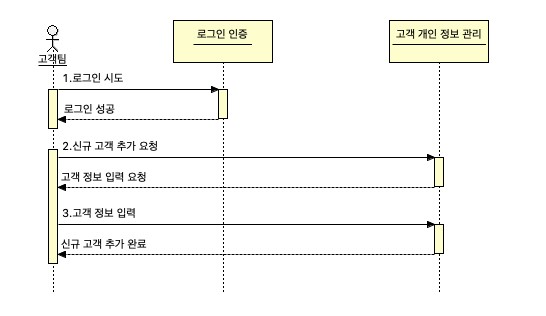 로그인 인증
고객 개인 정보 관리
고객팀
1.로그인 시도
로그인 성공
2.신규 고객 추가 요청
고객 정보 입력 요청
3.고객 정보 입력
신규 고객 추가 완료